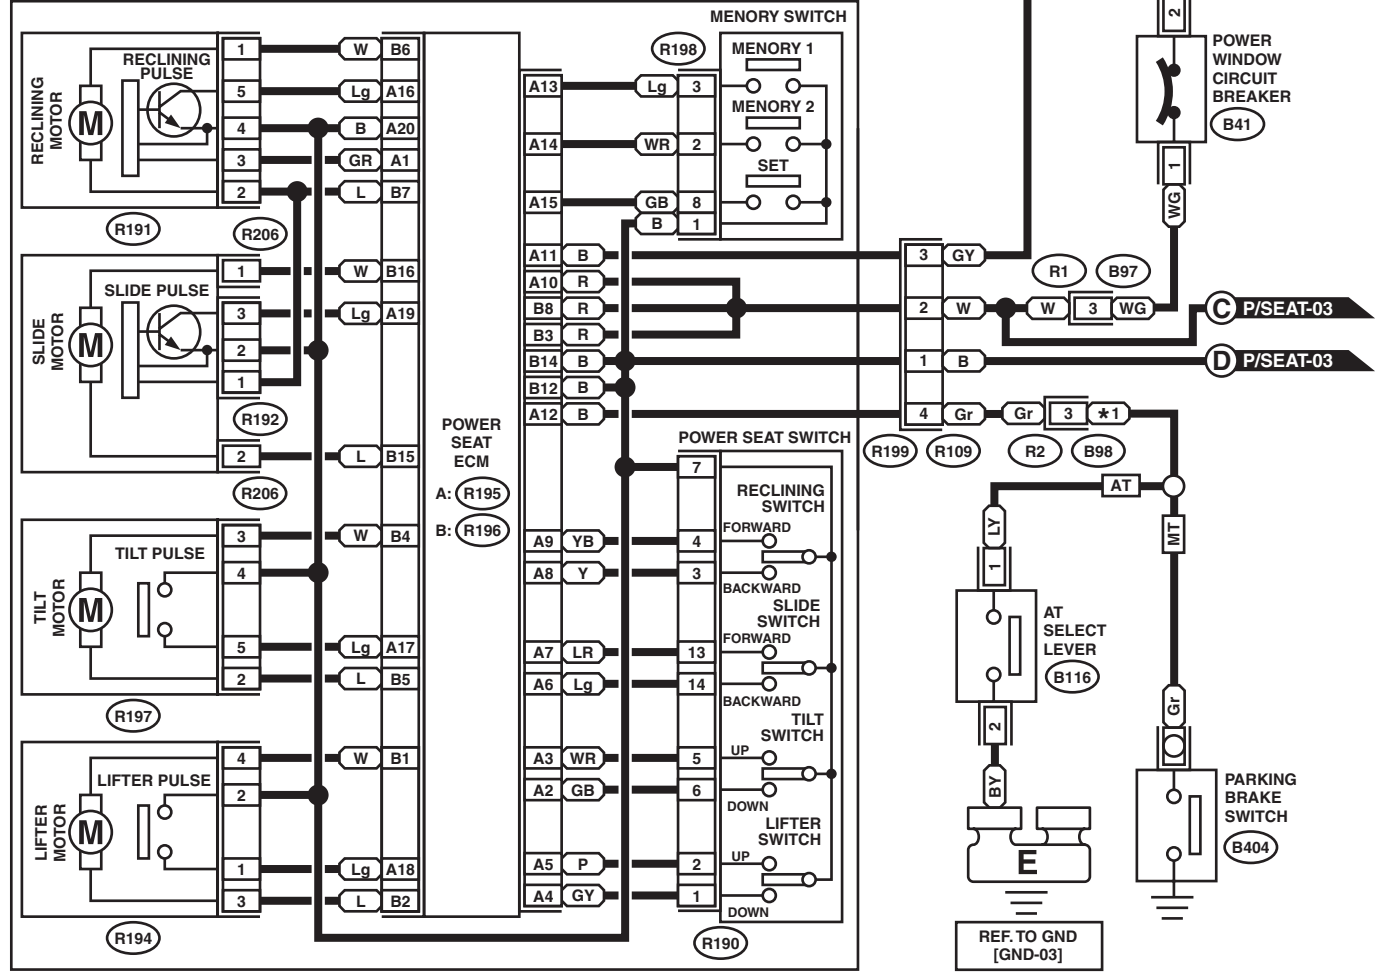 MENORY SWITCH
RECLINING MOTOR
M
RECLINING PULSE
1 W B6
5 Lg A16
4 B A20
3 GR A1
2 L B7
R191
R206
SLIDE MOTOR
M
SLIDE PULSE
1 W B16
3 Lg A19
2
1
R192
2 L B15
R206
TILT MOTOR
M
TILT PULSE
3 W B4
4
5 Lg A17
2 L B5
R197
LIFTER MOTOR
M
LIFTER PULSE
4 W B1
2
1 Lg A18
3 L B2
R194
POWER SEAT ECM
A: R195
B: R196
R198
MENORY 1
A13 Lg 3
MENORY 2
A14 WR 2
SET
A15 GB 8
B 1
A11 B 3 GY
A10 R
B8 R 2 W
B3 R
B14 B 1 B
B12 B
A12 B 4 Gr
R199 R109
POWER SEAT SWITCH
7
RECLINING SWITCH
FORWARD
A9 YB 4
A8 Y 3
BACKWARD
SLIDE SWITCH
FORWARD
A7 LR 13
A6 Lg 14
BACKWARD
TILT SWITCH
UP
A3 WR 5
A2 GB 6
DOWN
LIFTER SWITCH
UP
A5 P 2
A4 GY 1
DOWN
R190
2
POWER WINDOW CIRCUIT BREAKER
B41
1
WG
R1 B97
W 3 WG
C P/SEAT-03
D P/SEAT-03
Gr 3 *1
R2 B98
AT
MT
LY
1
AT SELECT LEVER
B116
2
BY
E
REF. TO GND
[GND-03]
Gr
PARKING BRAKE SWITCH
B404